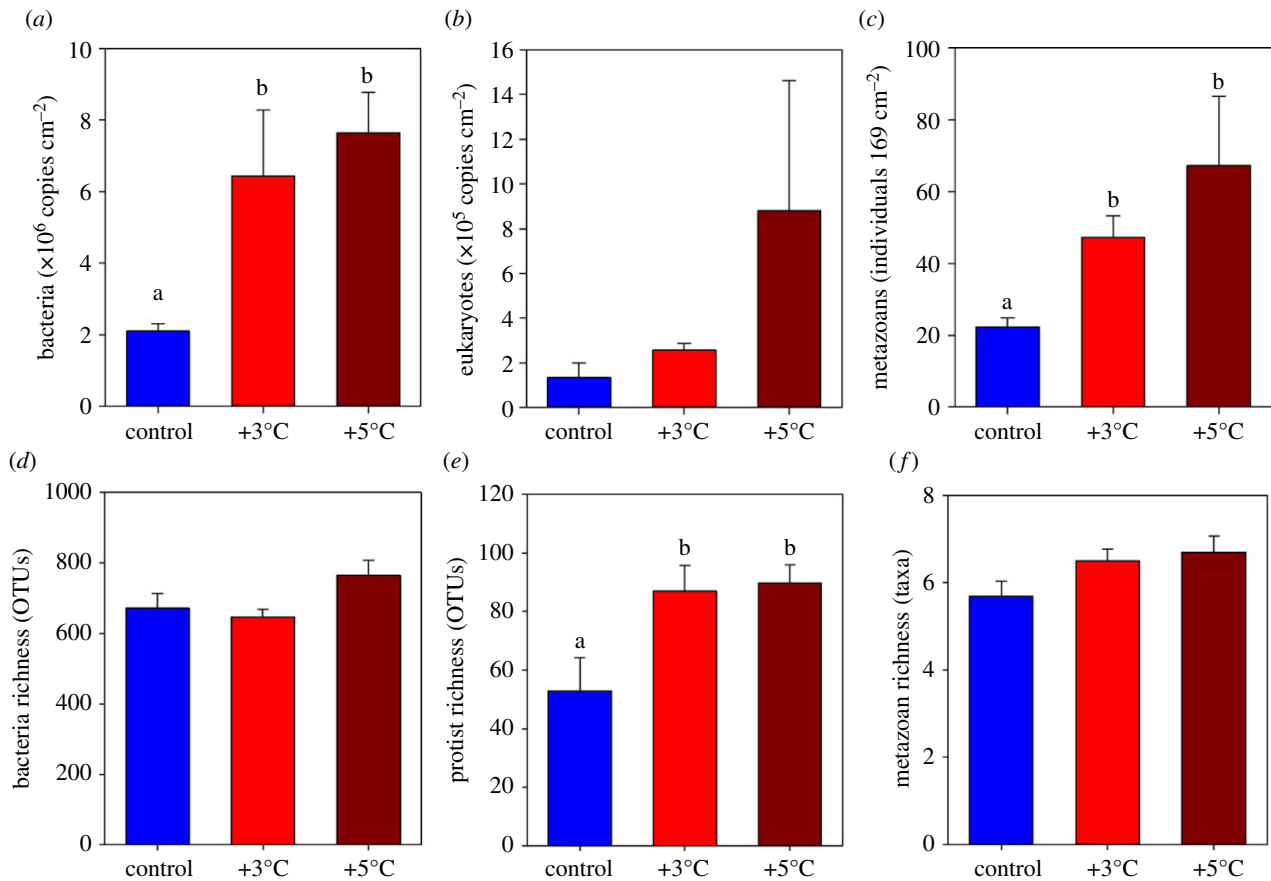 (a)
bacteria (×10⁶ copies cm⁻²)
10
8
6
4
2
0
a
b
b
control +3°C +5°C
(b)
eukaryotes (×10⁵ copies cm⁻²)
16
14
12
10
8
6
4
2
0
control +3°C +5°C
(c)
metazoans (individuals 169 cm⁻²)
100
80
60
40
20
0
a
b
b
control +3°C +5°C
(d)
bacteria richness (OTUs)
1000
800
600
400
200
0
control +3°C +5°C
(e)
protist richness (OTUs)
120
100
80
60
40
20
0
a
b
b
control +3°C +5°C
(f)
metazoan richness (taxa)
8
6
4
2
0
control +3°C +5°C